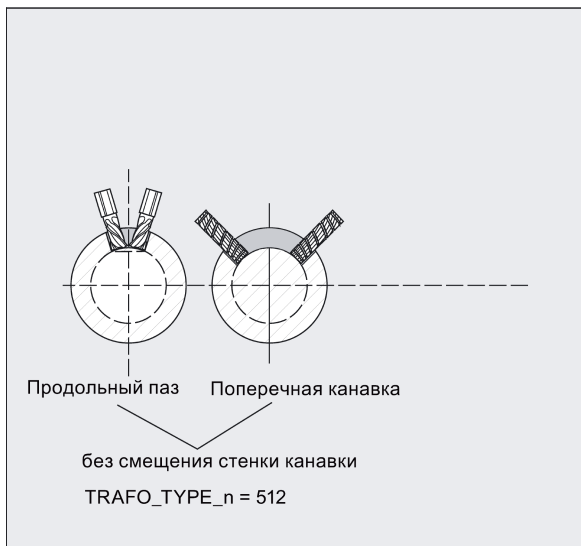 Продольный паз
Поперечная канавка
без смещения стенки канавки
TRAFO_TYPE_n = 512